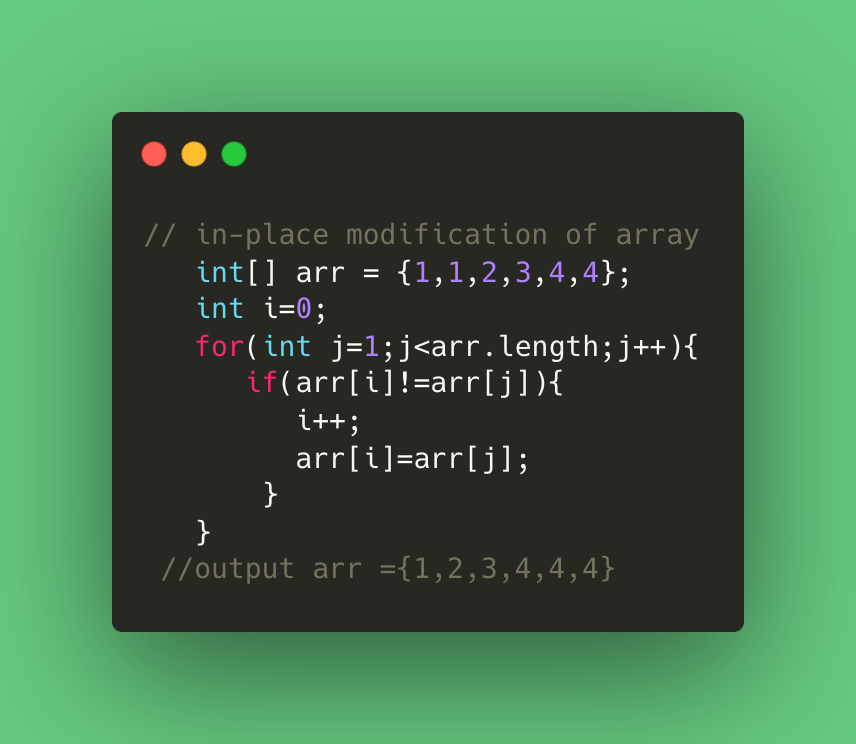 // in-place modification of array
   int[] arr = {1,1,2,3,4,4};
   int i=0;
   for(int j=1;j<arr.length;j++){
      if(arr[i]!=arr[j]){
         i++;
         arr[i]=arr[j];
       }
   }
 //output arr ={1,2,3,4,4,4}